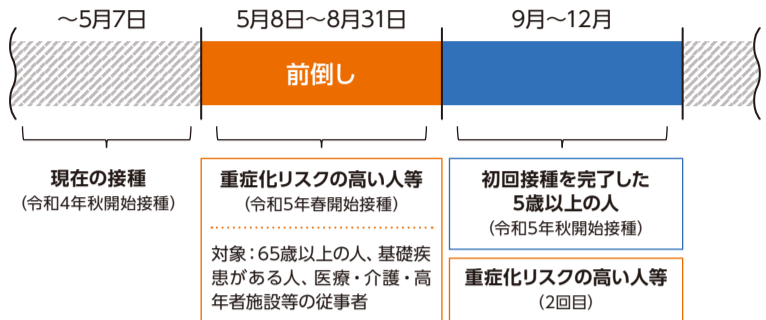 ～5月7日
5月8日～8月31日
9月～12月
前倒し
現在の接種
（令和4年秋開始接種）
重症化リスクの高い人等
（令和5年春開始接種）
対象：65歳以上の人、基礎疾
患がある人、医療・介護・高
年者施設等の従事者
初回接種を完了した
5歳以上の人
（令和5年秋開始接種）
重症化リスクの高い人等
（2回目）